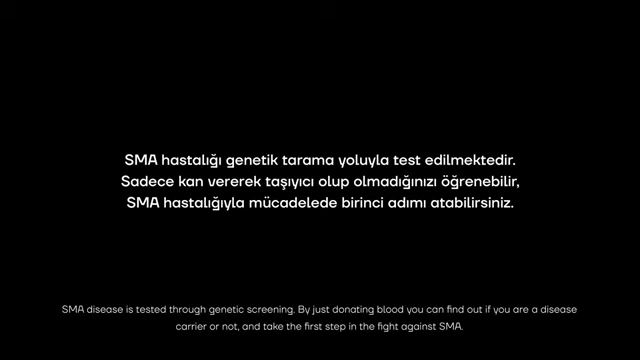 SMA hastalığı genetik tarama yoluyla test edilmektedir.
Sadece kan vererek taşıyıcı olup olmadığınızı öğrenebilir,
SMA hastalığıyla mücadelede birinci adımı atabilirsiniz.
SMA disease is tested through genetic screening. By just donating blood you can find out if you are a disease
carrier or not, and take the first step in the fight against SMA.